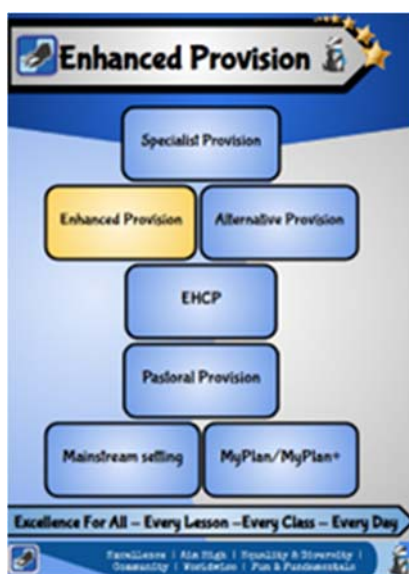 Enhanced Provision
Specialist Provision
Enhanced Provision
Alternative Provision
EHCP
Pastoral Provision
Mainstream setting
MyPlan/MyPlan+
Excellence For All – Every Lesson –Every Class – Every Day
Excellence | Aim High | Equality & Diversity |
Community | Worldwise | Fun & Fundamentals